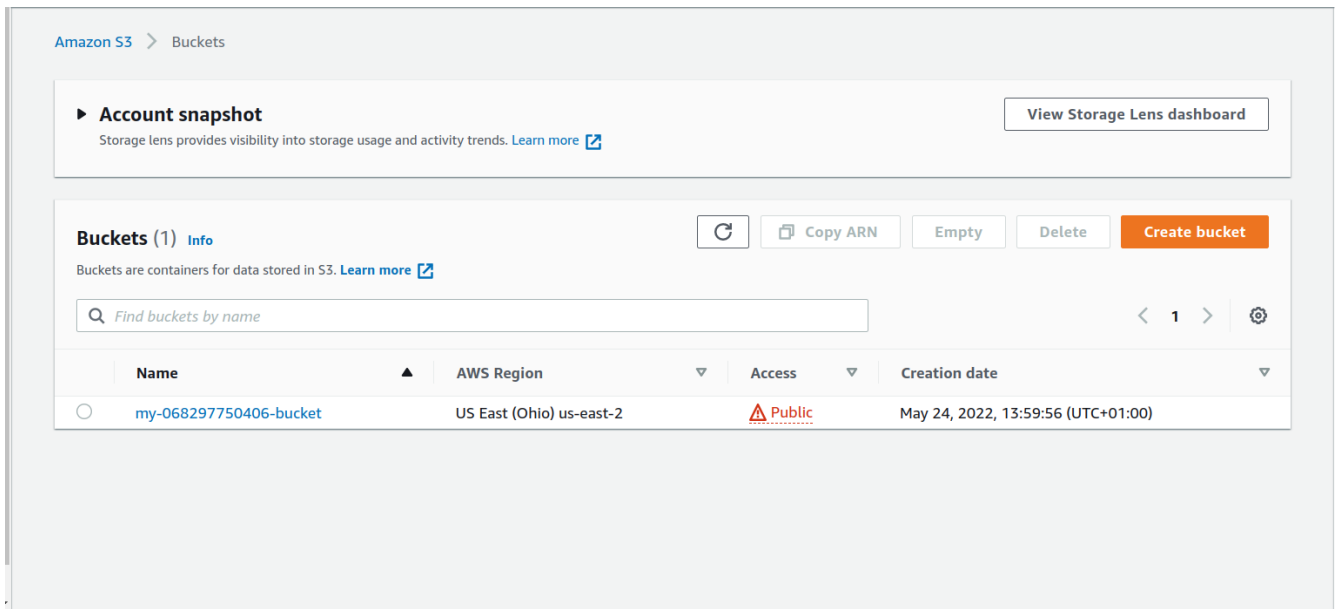 Amazon S3 > Buckets
Account snapshot
View Storage Lens dashboard
Storage lens provides visibility into storage usage and activity trends. Learn more
Buckets (1) Info
Copy ARN
Empty
Delete
Create bucket
Buckets are containers for data stored in S3. Learn more
Find buckets by name
< 1 >
Name
AWS Region
Access
Creation date
my-068297750406-bucket
US East (Ohio) us-east-2
Public
May 24, 2022, 13:59:56 (UTC+01:00)